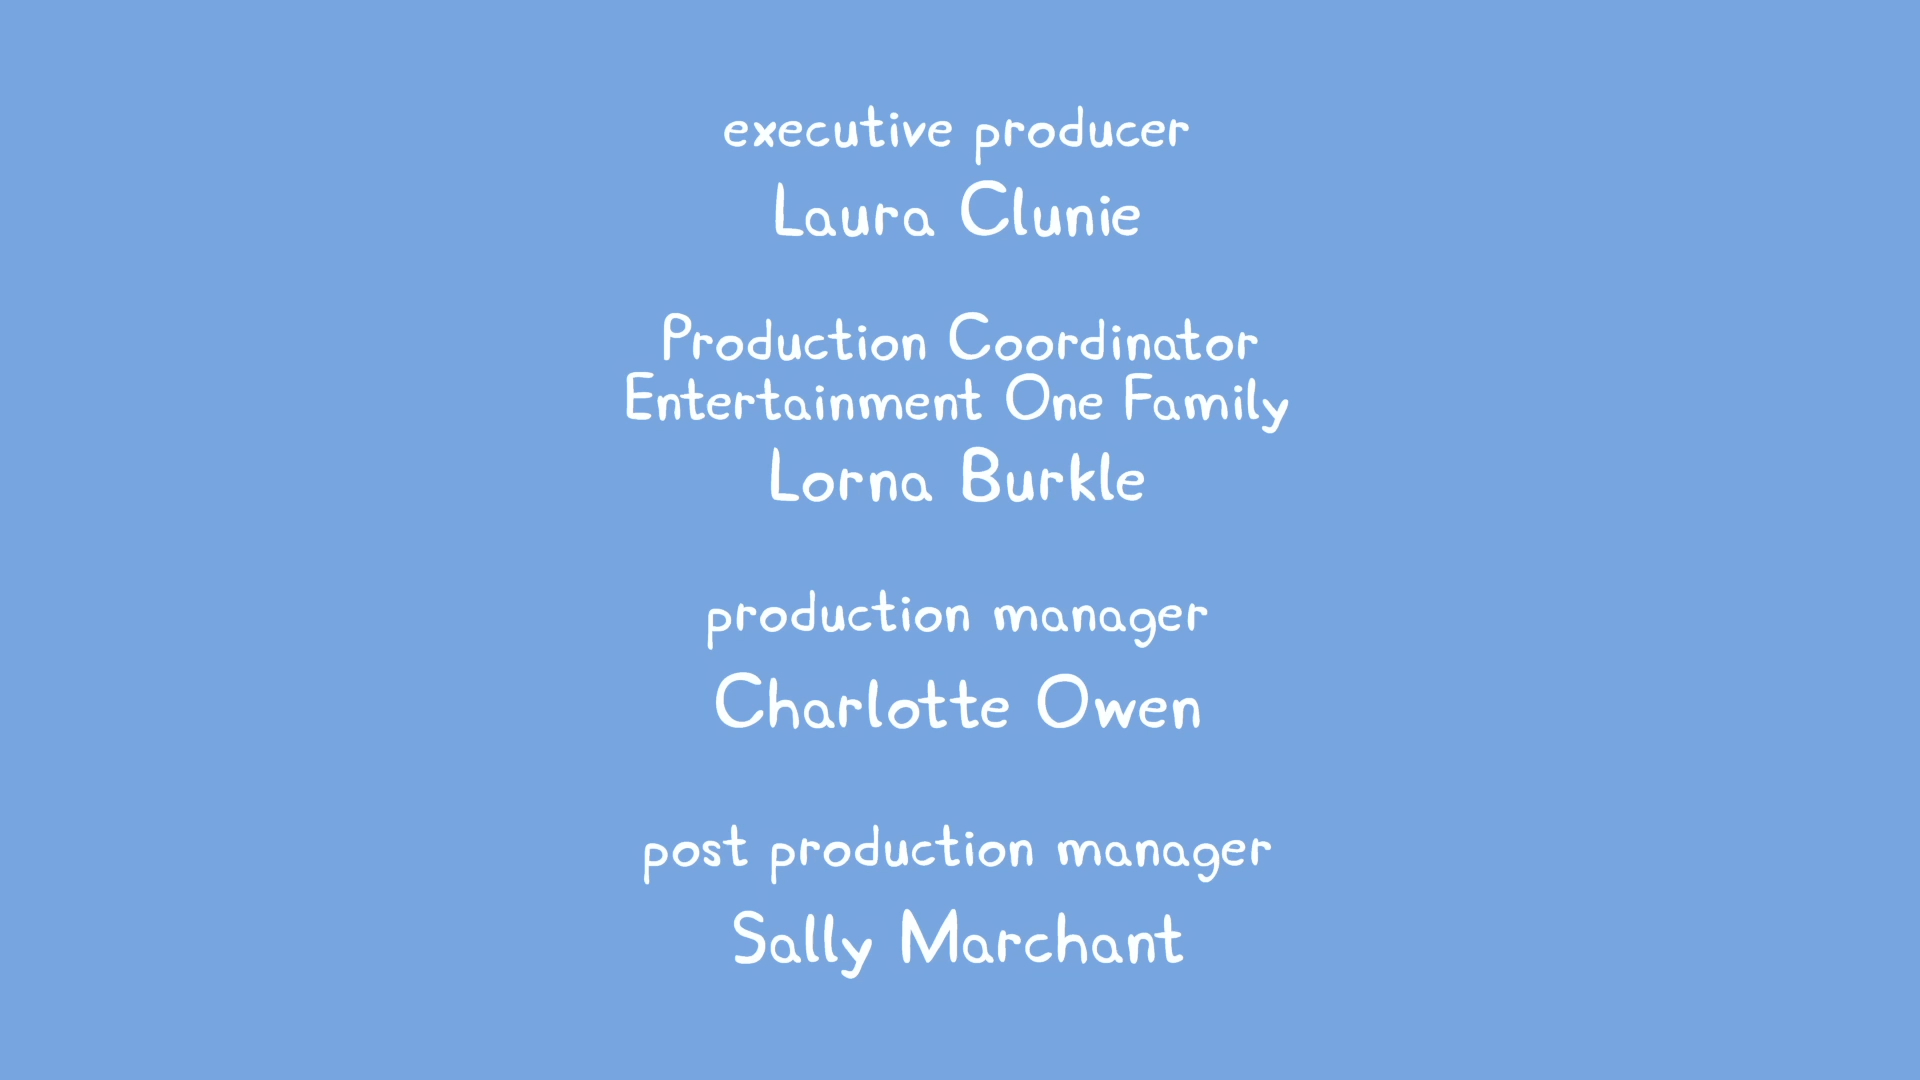 executive producer
Laura Clunie
Production Coordinator
Entertainment One Family
Lorna Burkle
production manager
Charlotte Owen
post production manager
Sally Marchant